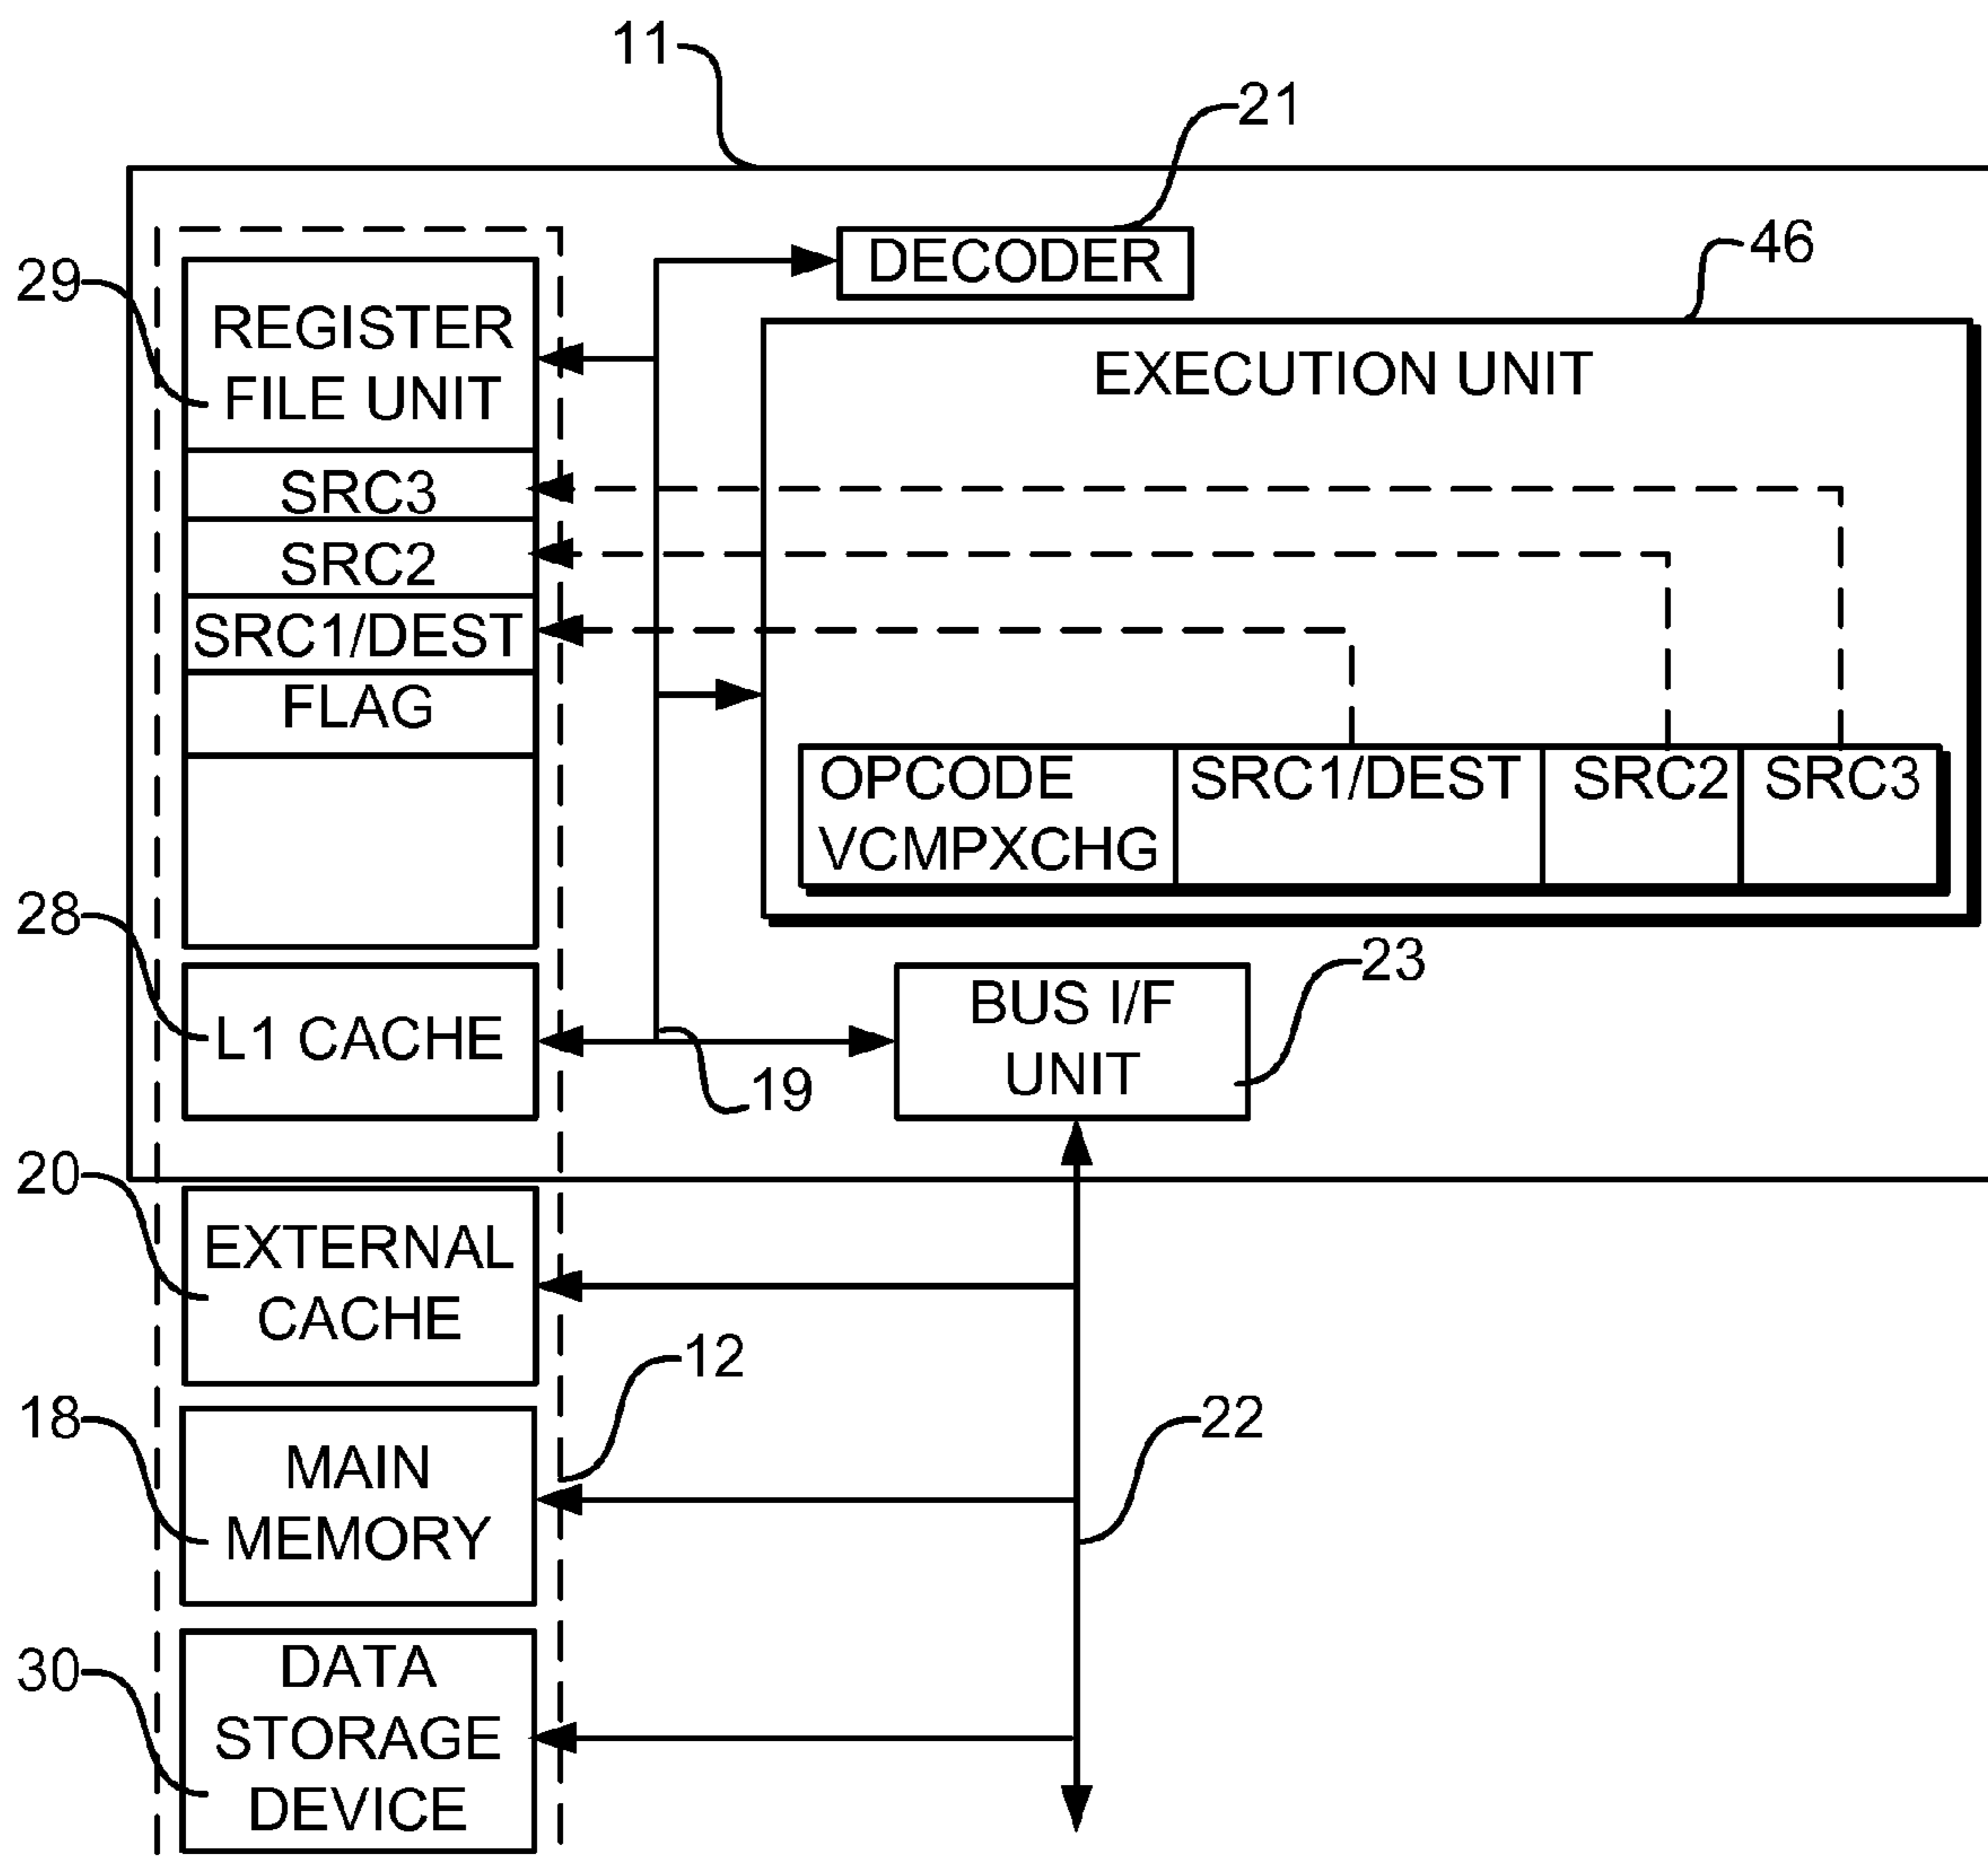 11
21
DECODER
46
29
REGISTER
FILE UNIT
EXECUTION UNIT
SRC3
SRC2
SRC1/DEST
FLAG
OPCODE
VCMPXCHG
SRC1/DEST
SRC2
SRC3
28
L1 CACHE
19
BUS I/F
UNIT
23
20
EXTERNAL
CACHE
12
18
MAIN
MEMORY
22
30
DATA
STORAGE
DEVICE